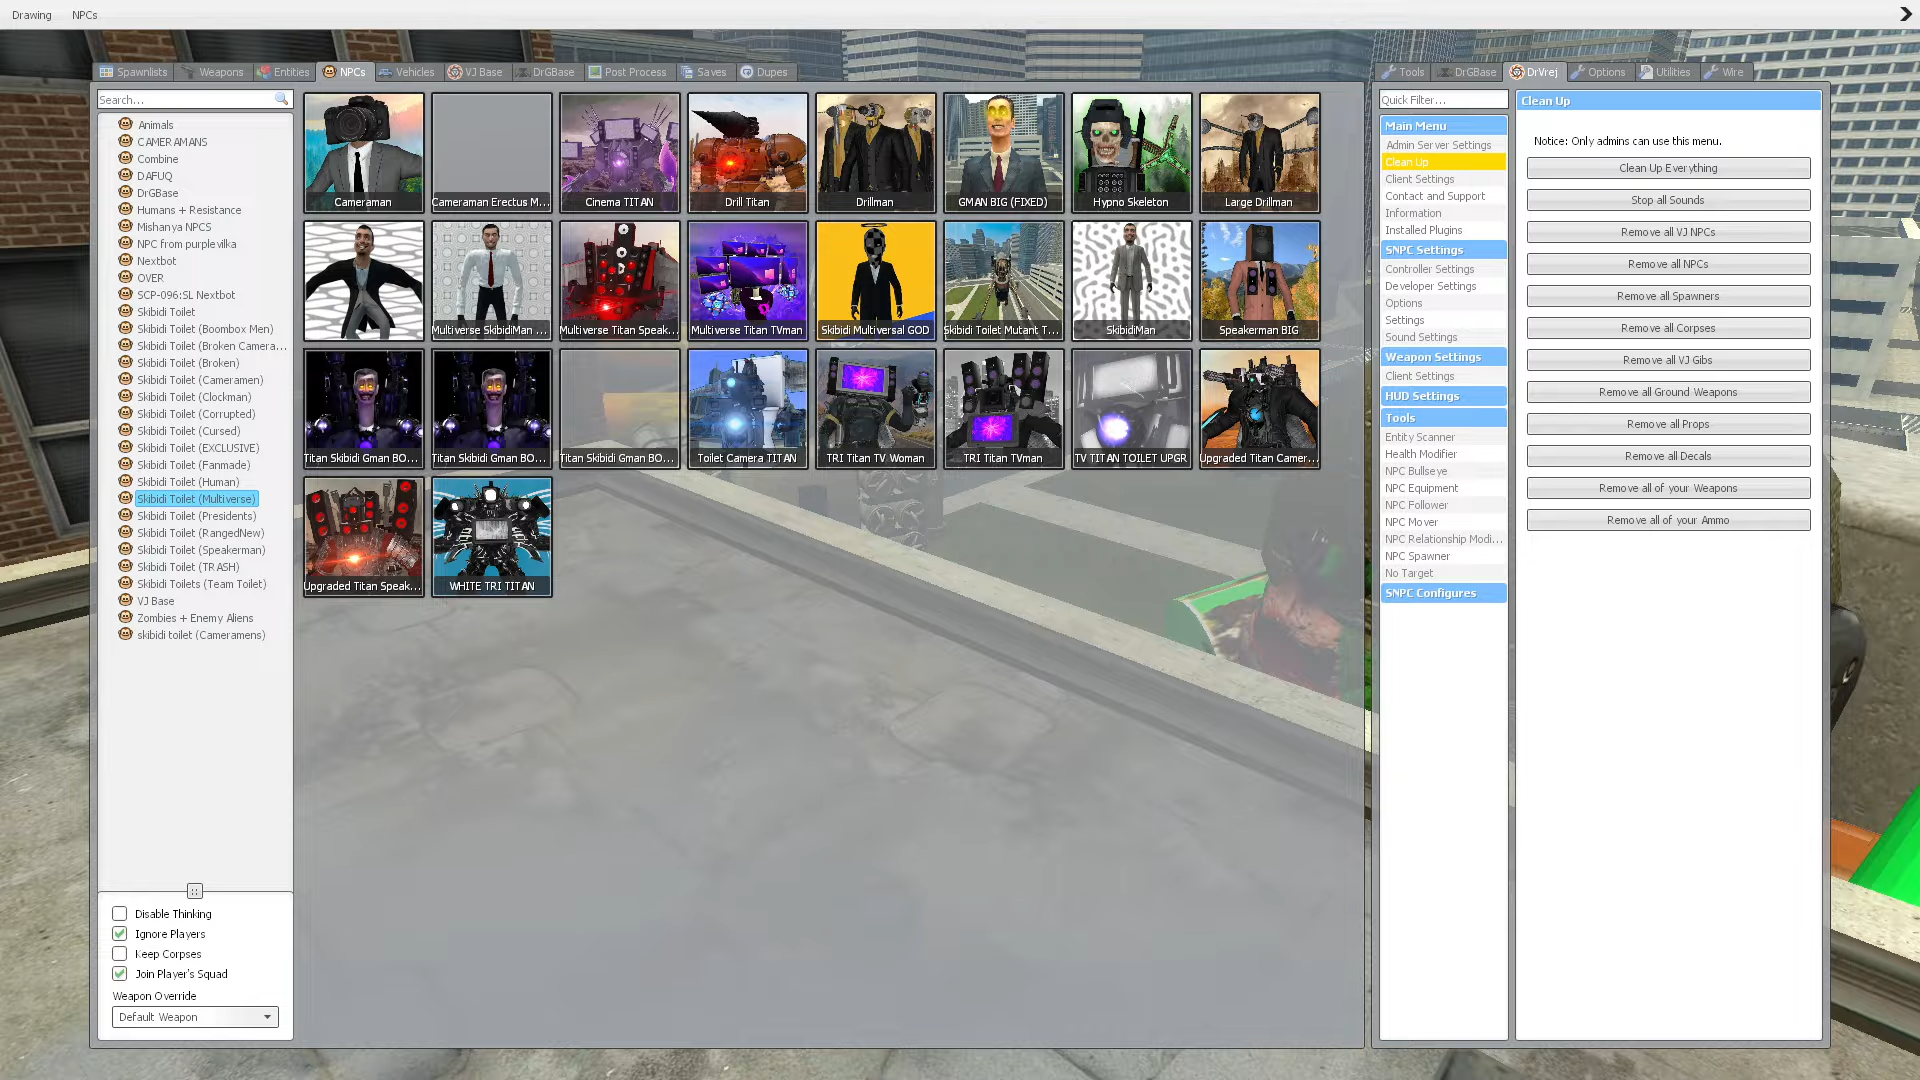 Drawing NPCs
Spawnlists Weapons Entities NPCs Vehicles VJ Base DrGBase Post Process Saves Dupes
Search...
Animals
CAMERAMANS
Combine
DAFUQ
DrGBase
Humans + Resistance
Mishanya NPCS
NPC from purplevilka
Nextbot
OVER
SCP-096:SL Nextbot
Skibidi Toilet
Skibidi Toilet (Boombox Men)
Skibidi Toilet (Broken Camera...
Skibidi Toilet (Broken)
Skibidi Toilet (Cameramen)
Skibidi Toilet (Clockman)
Skibidi Toilet (Corrupted)
Skibidi Toilet (Cursed)
Skibidi Toilet (EXCLUSIVE)
Skibidi Toilet (Fanmade)
Skibidi Toilet (Human)
Skibidi Toilet (Multiverse)
Skibidi Toilet (Presidents)
Skibidi Toilet (RangedNew)
Skibidi Toilet (Speakerman)
Skibidi Toilet (TRASH)
Skibidi Toilets (Team Toilet)
VJ Base
Zombies + Enemy Aliens
skibidi toilet (Cameramens)
Disable Thinking
Ignore Players
Keep Corpses
Join Player's Squad
Weapon Override
Default Weapon
Cameraman Cameraman Erectus M... Cinema TITAN Drill Titan Drillman GMAN BIG (FIXED) Hypno Skeleton Large Drillman
Multiverse SkibidiMan ... Multiverse Titan Speak... Multiverse Titan TVman Skibidi Multiversal GOD Skibidi Toilet Mutant T... SkibidiMan Speakerman BIG
Titan Skibidi Gman BO... Titan Skibidi Gman BO... Titan Skibidi Gman BO... Toilet Camera TITAN TRI Titan TV Woman TRI Titan TVman TV TITAN TOILET UPGR Upgraded Titan Camer...
Upgraded Titan Speak... WHITE TRI TITAN
Tools DrGBase DrVrej Options Utilities Wire
Quick Filter...
Main Menu
Admin Server Settings
Clean Up
Client Settings
Contact and Support
Information
Installed Plugins
SNPC Settings
Controller Settings
Developer Settings
Options
Settings
Sound Settings
Weapon Settings
Client Settings
HUD Settings
Tools
Entity Scanner
Health Modifier
NPC Bullseye
NPC Equipment
NPC Follower
NPC Mover
NPC Relationship Modi...
NPC Spawner
No Target
SNPC Configures
Clean Up
Notice: Only admins can use this menu.
Clean Up Everything
Stop all Sounds
Remove all VJ NPCs
Remove all NPCs
Remove all Spawners
Remove all Corpses
Remove all VJ Gibs
Remove all Ground Weapons
Remove all Props
Remove all Decals
Remove all of your Weapons
Remove all of your Ammo